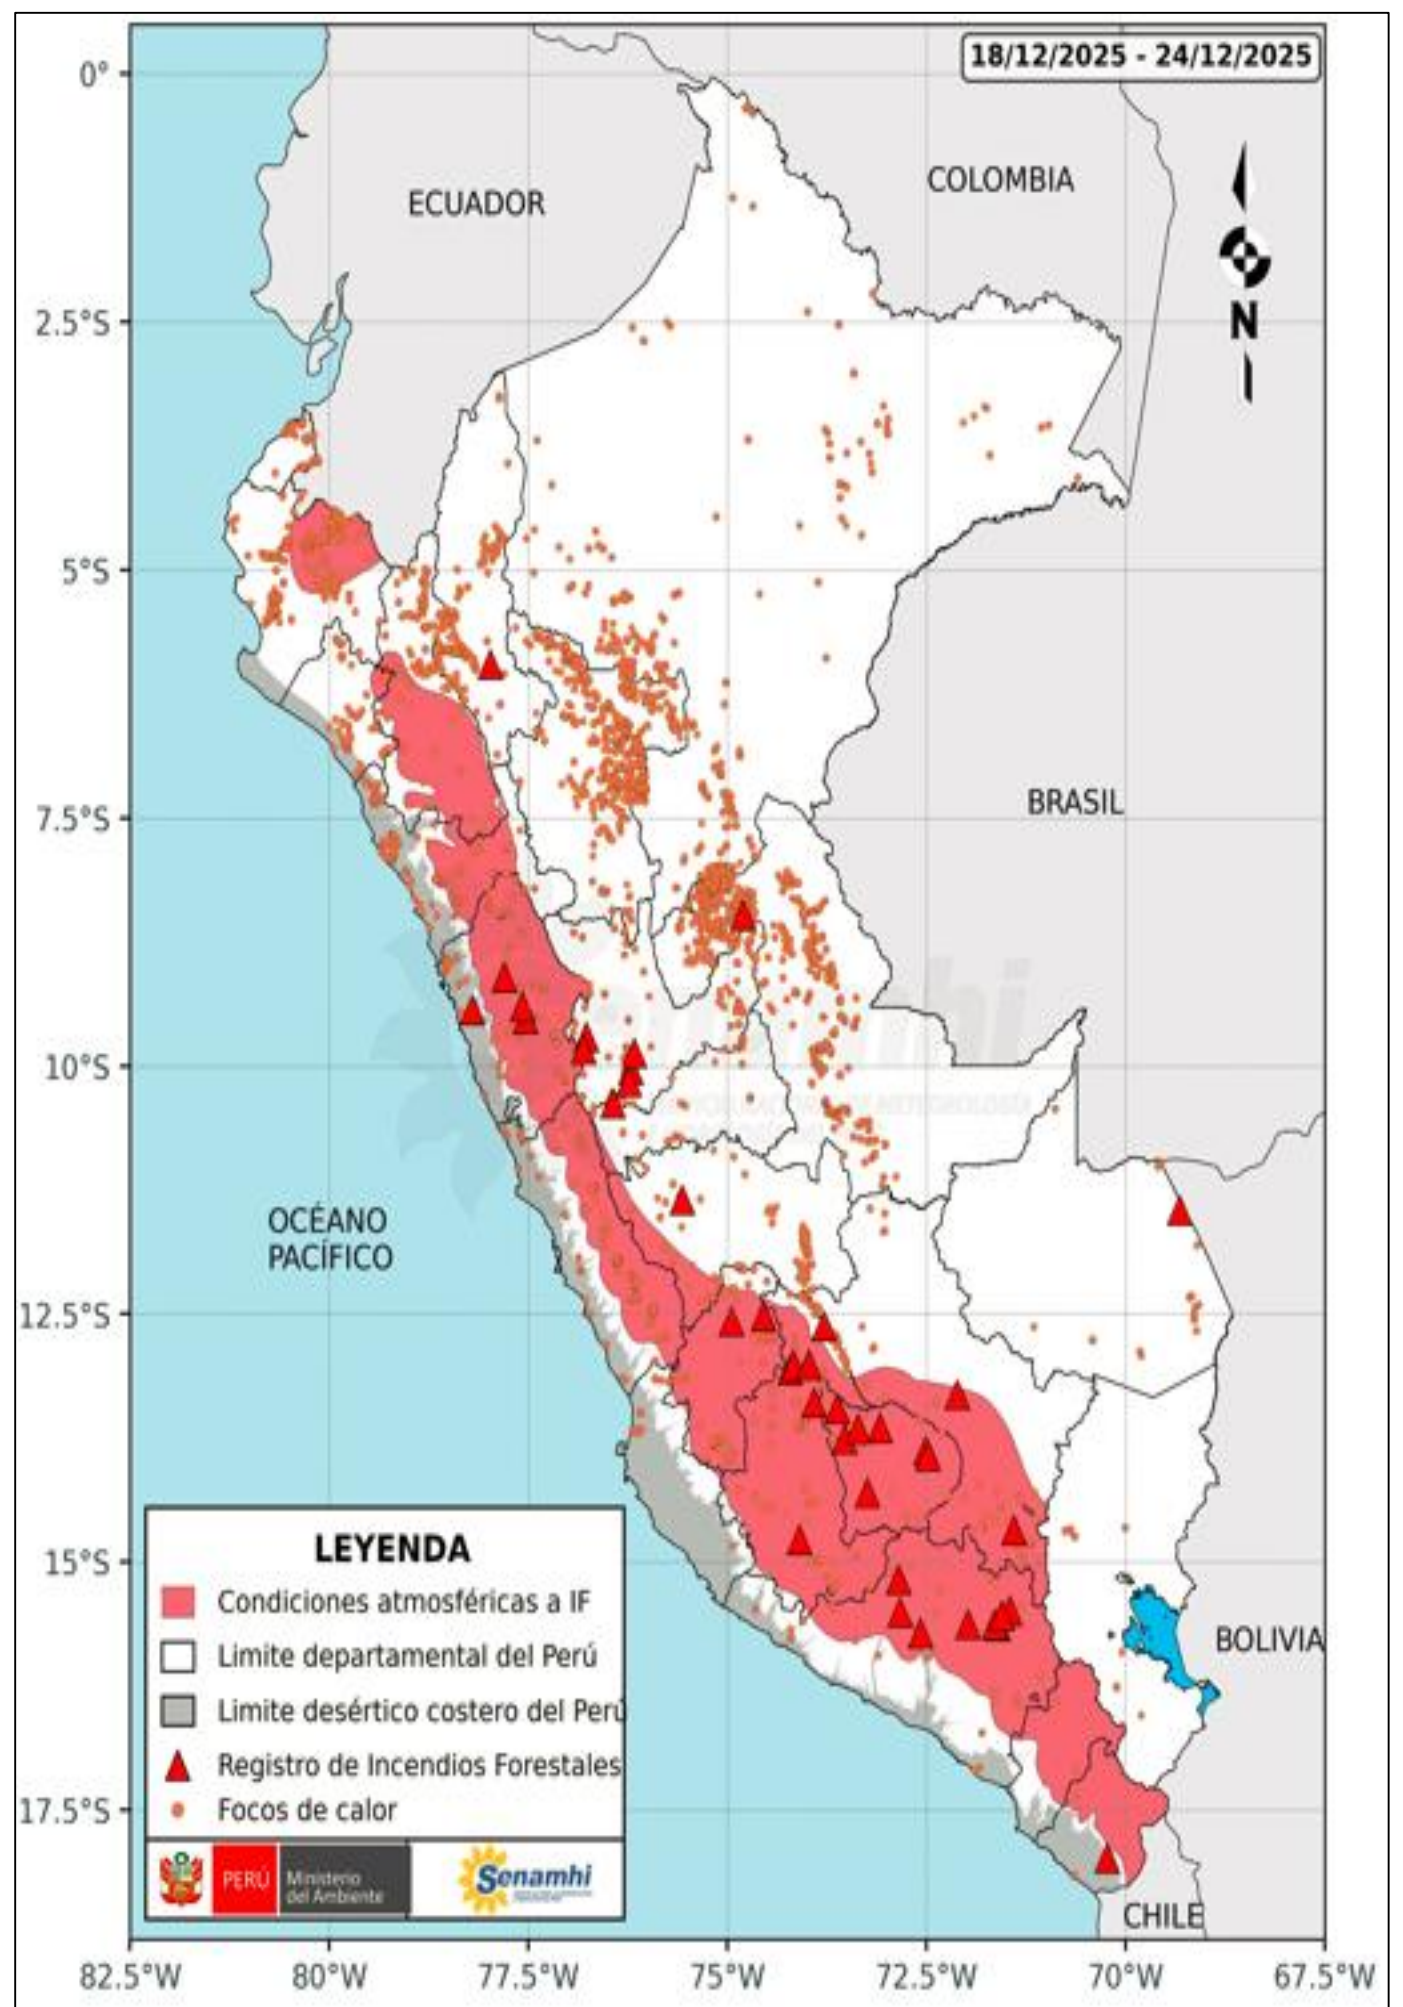 18/12/2025 - 24/12/2025
0°
ECUADOR
COLOMBIA
2.5°S
N
5°S
7.5°S
BRASIL
10°S
OCÉANO
PACÍFICO
12.5°S
15°S
17.5°S
LEYENDA
Condiciones atmosféricas a IF
Limite departamental del Perú
Limite desértico costero del Perú
Registro de Incendios Forestales
Focos de calor
PERÚ
Ministerio
del Ambiente
Senamhi
BOLIVIA
CHILE
82.5°W
80°W
77.5°W
75°W
72.5°W
70°W
67.5°W